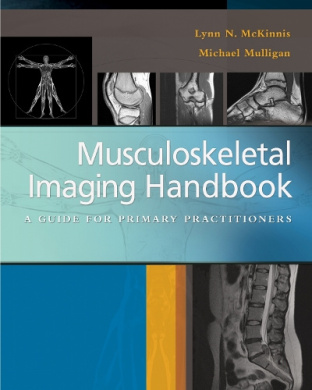 Lynn N. McKinnis
Michael Mulligan
Musculoskeletal
Imaging Handbook
A GUIDE FOR PRIMARY PRACTITIONERS